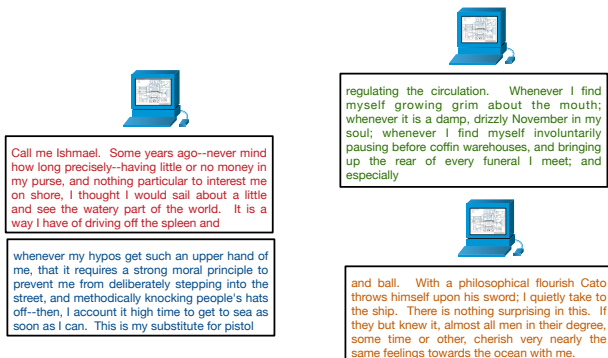 Call me Ishmael. Some years ago--never mind
how long precisely--having little or no money in
my purse, and nothing particular to interest me
on shore, I thought I would sail about a little
and see the watery part of the world. It is a
way I have of driving off the spleen and
regulating the circulation. Whenever I find
myself growing grim about the mouth;
whenever it is a damp, drizzly November in my
soul; whenever I find myself involuntarily
pausing before coffin warehouses, and bringing
up the rear of every funeral I meet; and
especially
whenever my hypos get such an upper hand of
me, that it requires a strong moral principle to
prevent me from deliberately stepping into the
street, and methodically knocking people's hats
off--then, I account it high time to get to sea as
soon as I can. This is my substitute for pistol
and ball. With a philosophical flourish Cato
throws himself upon his sword; I quietly take to
the ship. There is nothing surprising in this. If
they but knew it, almost all men in their degree,
some time or other, cherish very nearly the
same feelings towards the ocean with me.